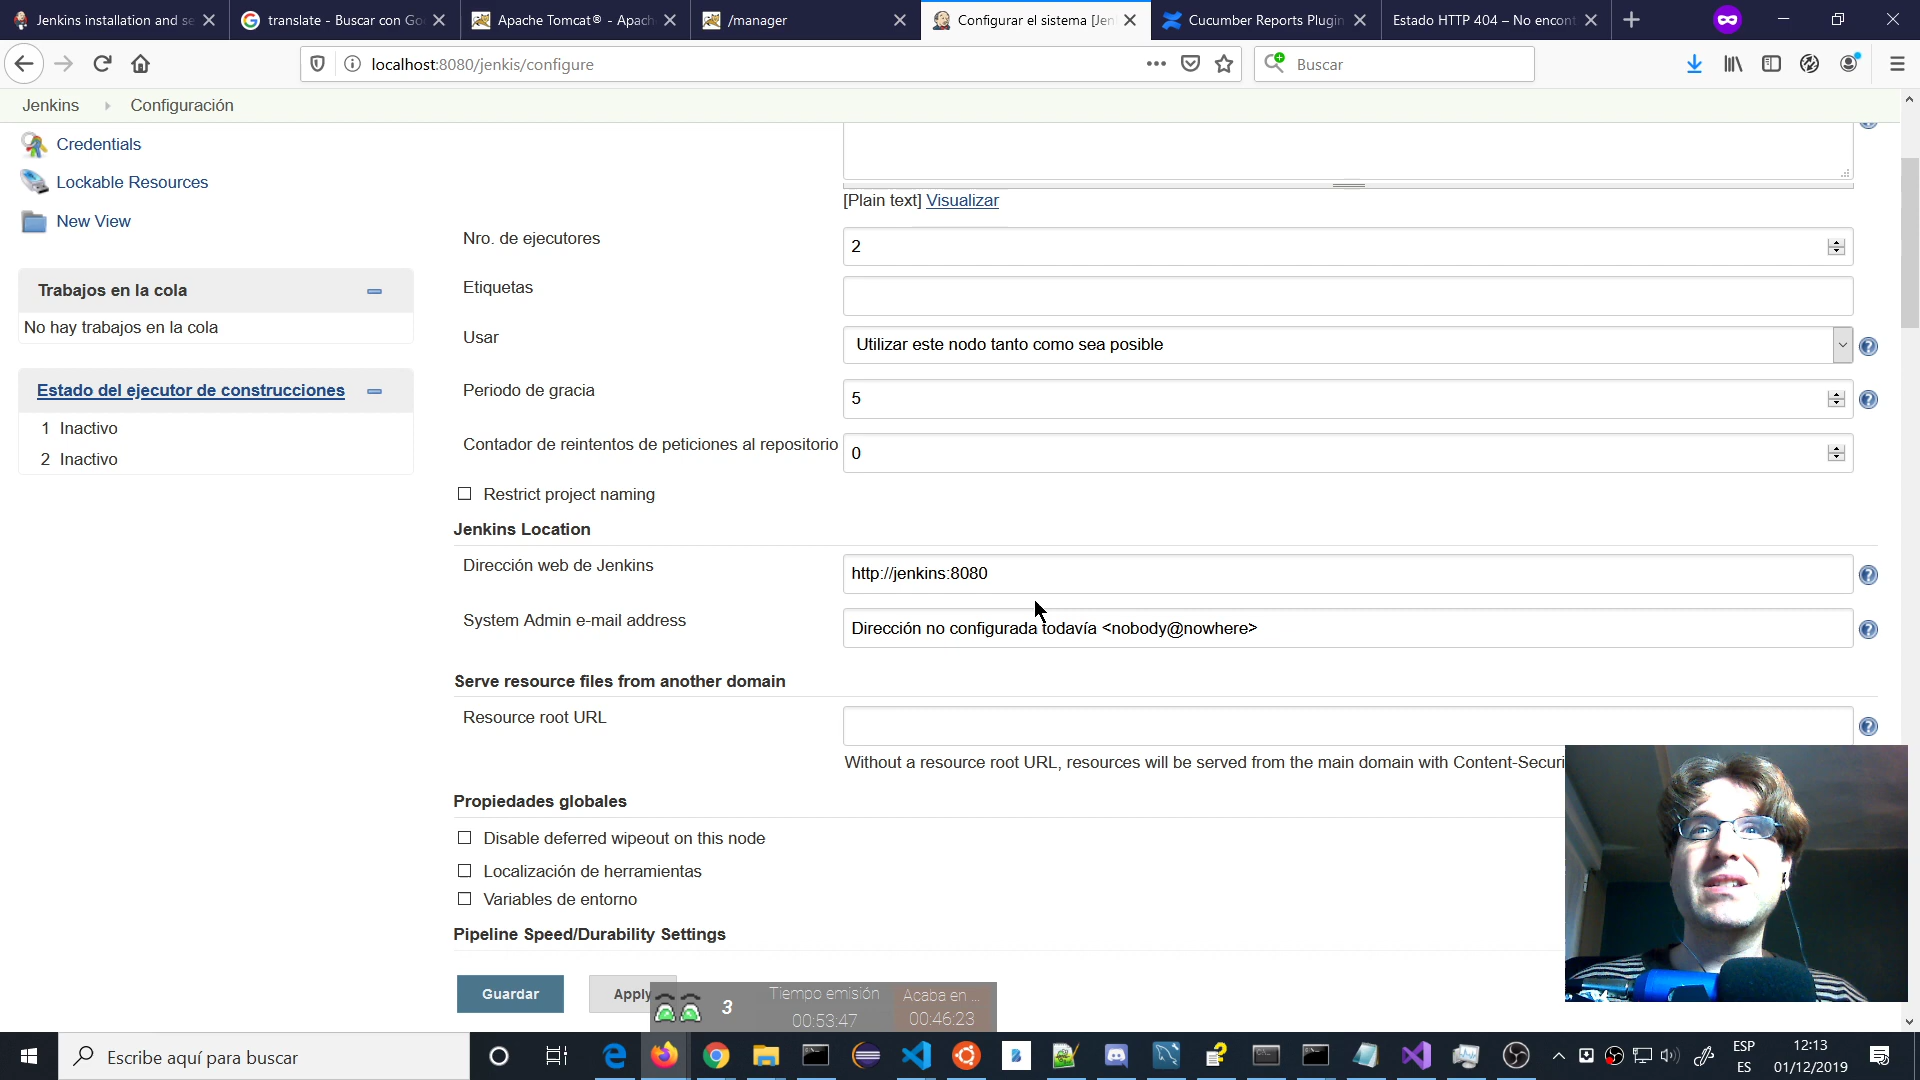 Jenkins installation and se
translate - Buscar con Go
Apache Tomcat® - Apach
/manager
Configurar el sistema [Jen
Cucumber Reports Plugin
Estado HTTP 404 – No encont
localhost:8080/jenkis/configure
Buscar
Jenkins
Configuración
Credentials
Lockable Resources
New View
Trabajos en la cola
No hay trabajos en la cola
Estado del ejecutor de construcciones
1 Inactivo
2 Inactivo
[Plain text] Visualizar
Nro. de ejecutores
2
Etiquetas
Usar
Utilizar este nodo tanto como sea posible
Periodo de gracia
5
Contador de reintentos de peticiones al repositorio
0
Restrict project naming
Jenkins Location
Dirección web de Jenkins
http://jenkins:8080
System Admin e-mail address
Dirección no configurada todavía <nobody@nowhere>
Serve resource files from another domain
Resource root URL
Without a resource root URL, resources will be served from the main domain with Content-Securi
Propiedades globales
Disable deferred wipeout on this node
Localización de herramientas
Variables de entorno
Pipeline Speed/Durability Settings
Guardar
Apply
3
Tiempo emisión
00:53:47
Acaba en ...
00:46:23
Escribe aquí para buscar
ESP
ES
12:13
01/12/2019